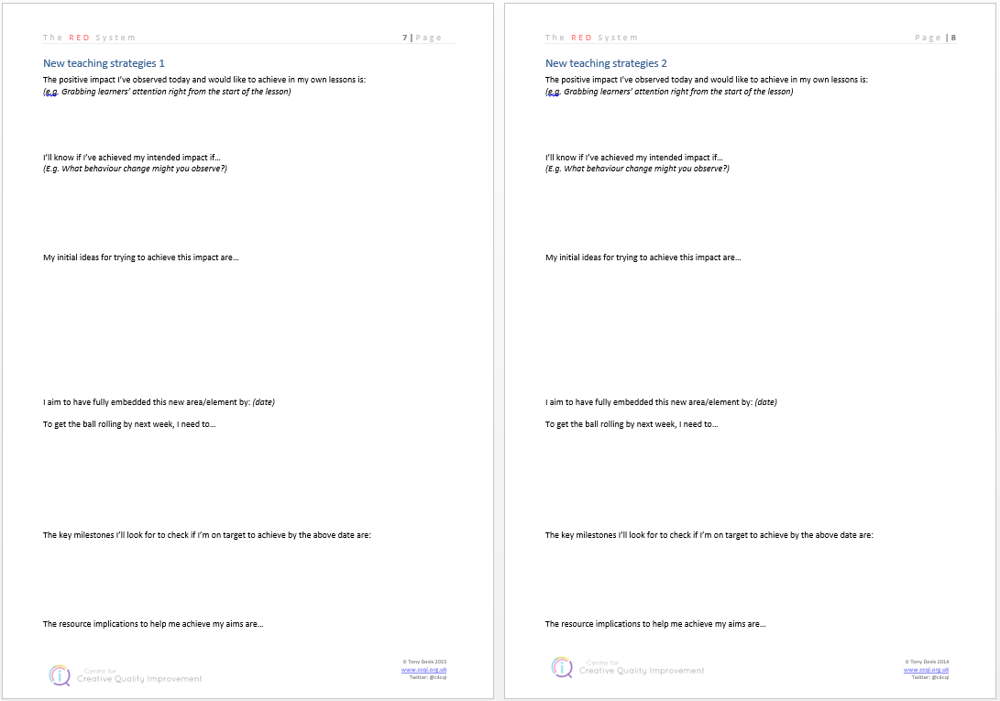 The RED System
7 | Page
New teaching strategies 1
The positive impact I've observed today and would like to achieve in my own lessons is:
(e.g. Grabbing learners' attention right from the start of the lesson)
I'll know if I've achieved my intended impact if…
(E.g. What behaviour change might you observe?)
My initial ideas for trying to achieve this impact are…
I aim to have fully embedded this new area/element by: (date)
To get the ball rolling by next week, I need to…
The key milestones I'll look for to check if I'm on target to achieve by the above date are:
The resource implications to help me achieve my aims are…
Centre for
Creative Quality Improvement
© Tony Davis 2015
www.ccqi.org.uk
Twitter: @c4cqi
The RED System
Page | 8
New teaching strategies 2
The positive impact I've observed today and would like to achieve in my own lessons is:
(e.g. Grabbing learners' attention right from the start of the lesson)
I'll know if I've achieved my intended impact if…
(E.g. What behaviour change might you observe?)
My initial ideas for trying to achieve this impact are…
I aim to have fully embedded this new area/element by: (date)
To get the ball rolling by next week, I need to…
The key milestones I'll look for to check if I'm on target to achieve by the above date are:
The resource implications to help me achieve my aims are…
Centre for
Creative Quality Improvement
© Tony Davis 2014
www.ccqi.org.uk
Twitter: @c4cqi